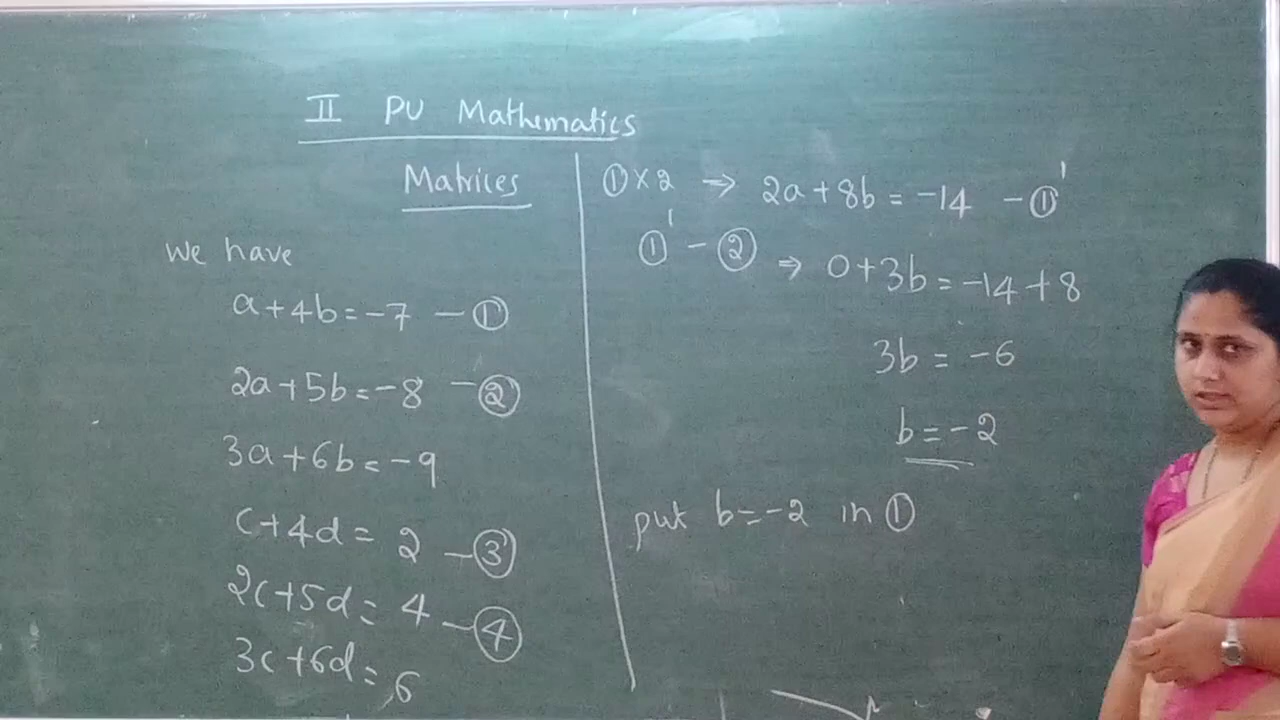 II PU Mathematics
Matrices
we have
a+4b=-7 -①
2a+5b=-8 -②
3a+6b=-9
c+4d=2 -③
2c+5d=4 -④
3c+6d=6
①×2 ⇒ 2a+8b=-14 -①'
①' - ② ⇒ 0+3b=-14+8
3b=-6
b=-2
put b=-2 in ①